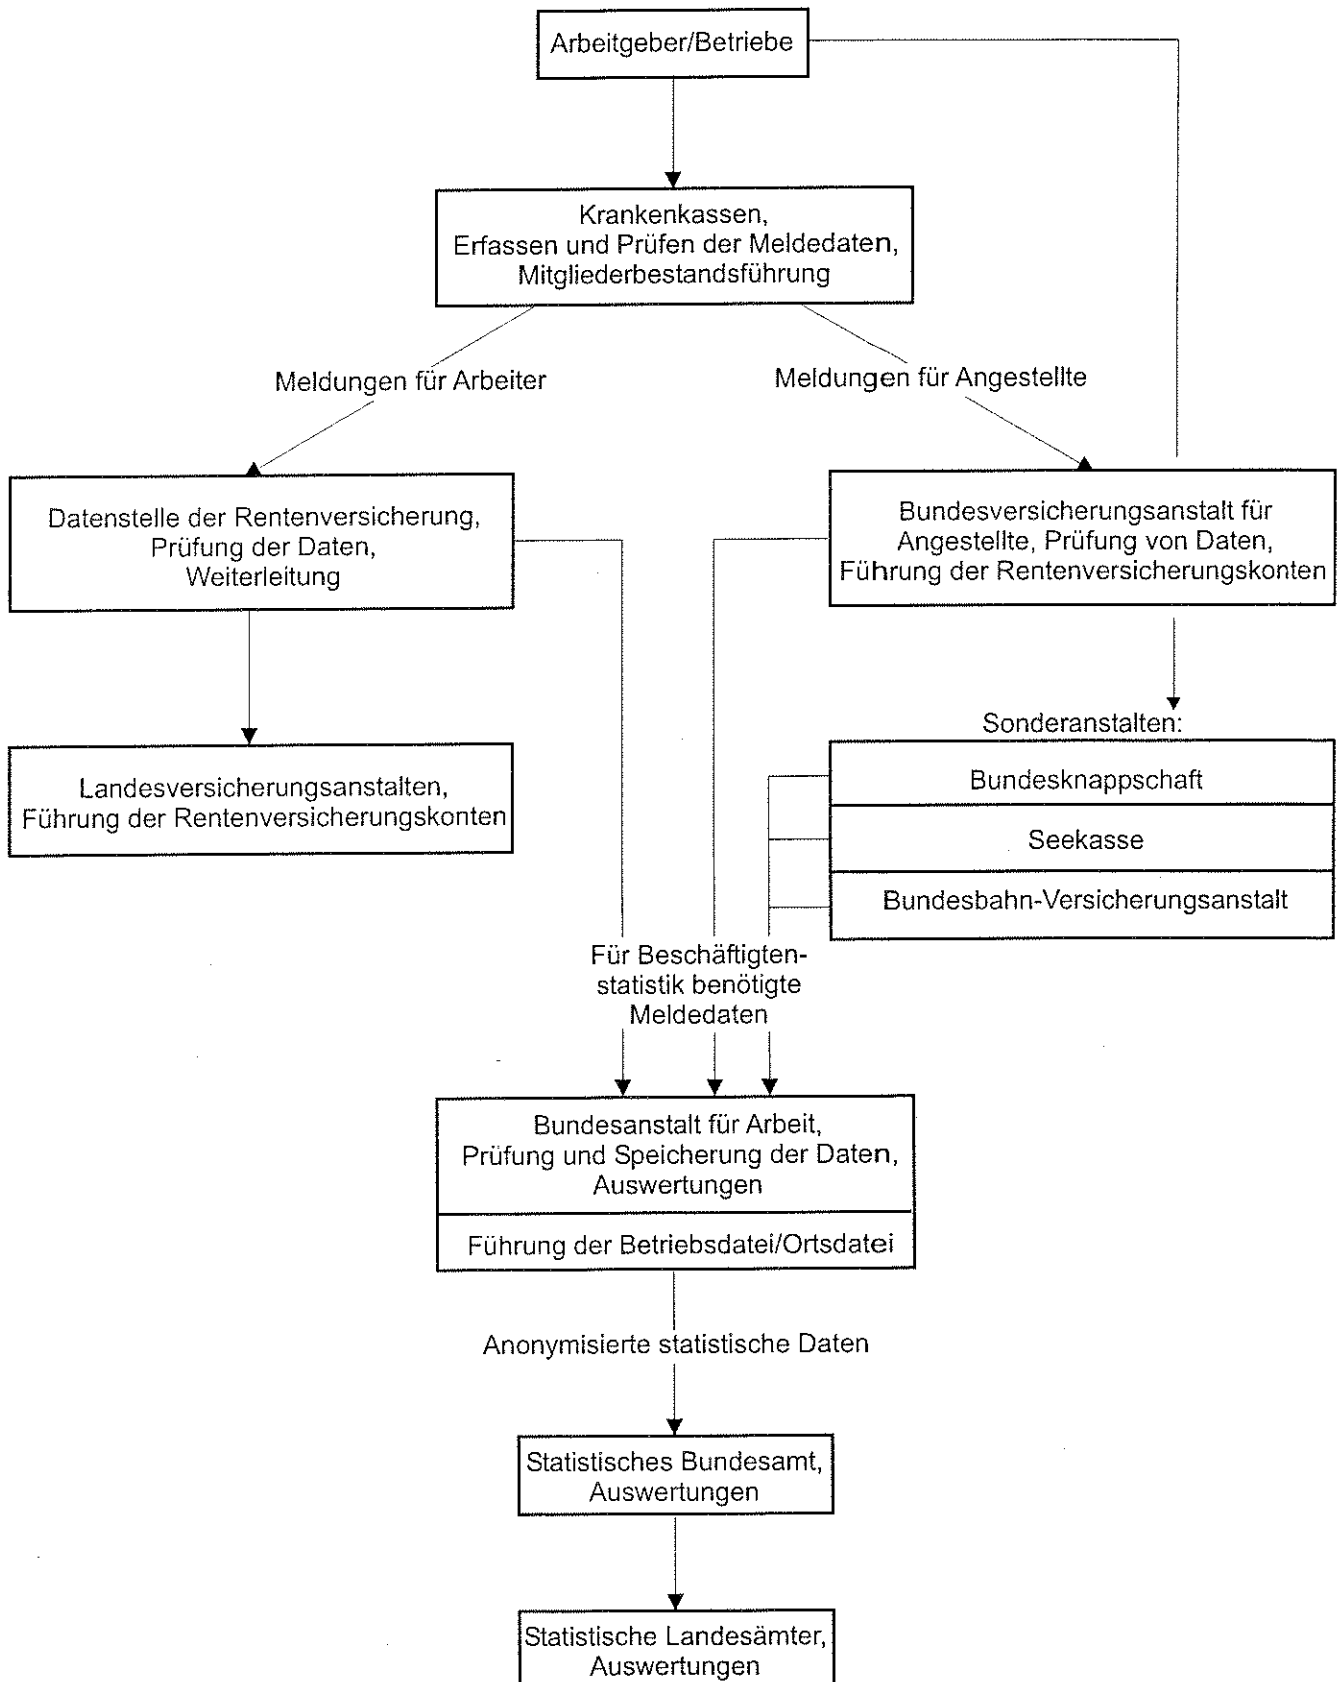 Arbeitgeber/Betriebe
Krankenkassen,
Erfassen und Prüfen der Meldedaten,
Mitgliederbestandsführung
Meldungen für Arbeiter
Meldungen für Angestellte
Datenstelle der Rentenversicherung,
Prüfung der Daten,
Weiterleitung
Bundesversicherungsanstalt für
Angestellte, Prüfung von Daten,
Führung der Rentenversicherungskonten
Landesversicherungsanstalten,
Führung der Rentenversicherungskonten
Sonderanstalten:
Bundesknappschaft
Seekasse
Bundesbahn-Versicherungsanstalt
Für Beschäftigten-
statistik benötigte
Meldedaten
Bundesanstalt für Arbeit,
Prüfung und Speicherung der Daten,
Auswertungen
Führung der Betriebsdatei/Ortsdatei
Anonymisierte statistische Daten
Statistisches Bundesamt,
Auswertungen
Statistische Landesämter,
Auswertungen